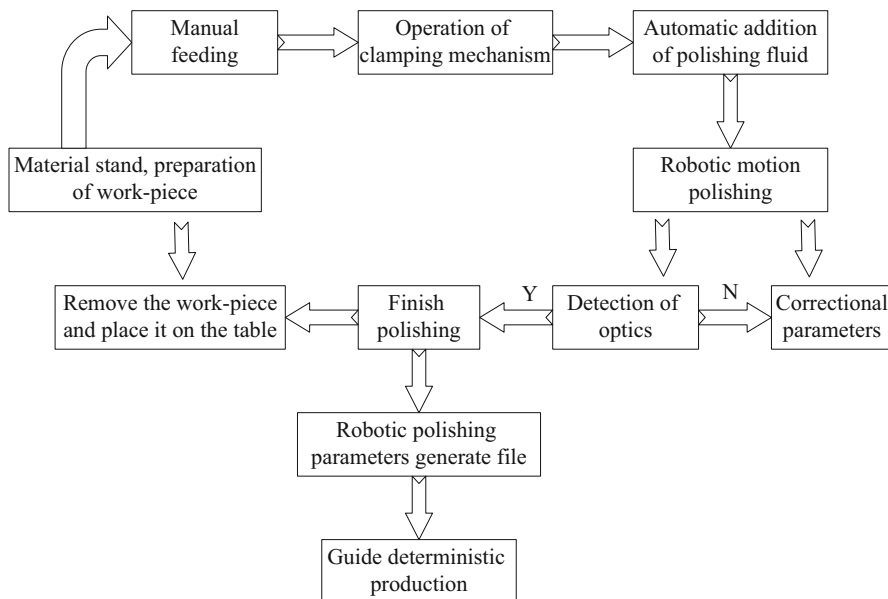 Manual
feeding
Operation of
clamping mechanism
Automatic addition
of polishing fluid
Material stand, preparation
of work-piece
Robotic motion
polishing
Remove the work-piece
and place it on the table
Finish
polishing
Y
Detection of
optics
N
Correctional
parameters
Robotic polishing
parameters generate file
Guide deterministic
production